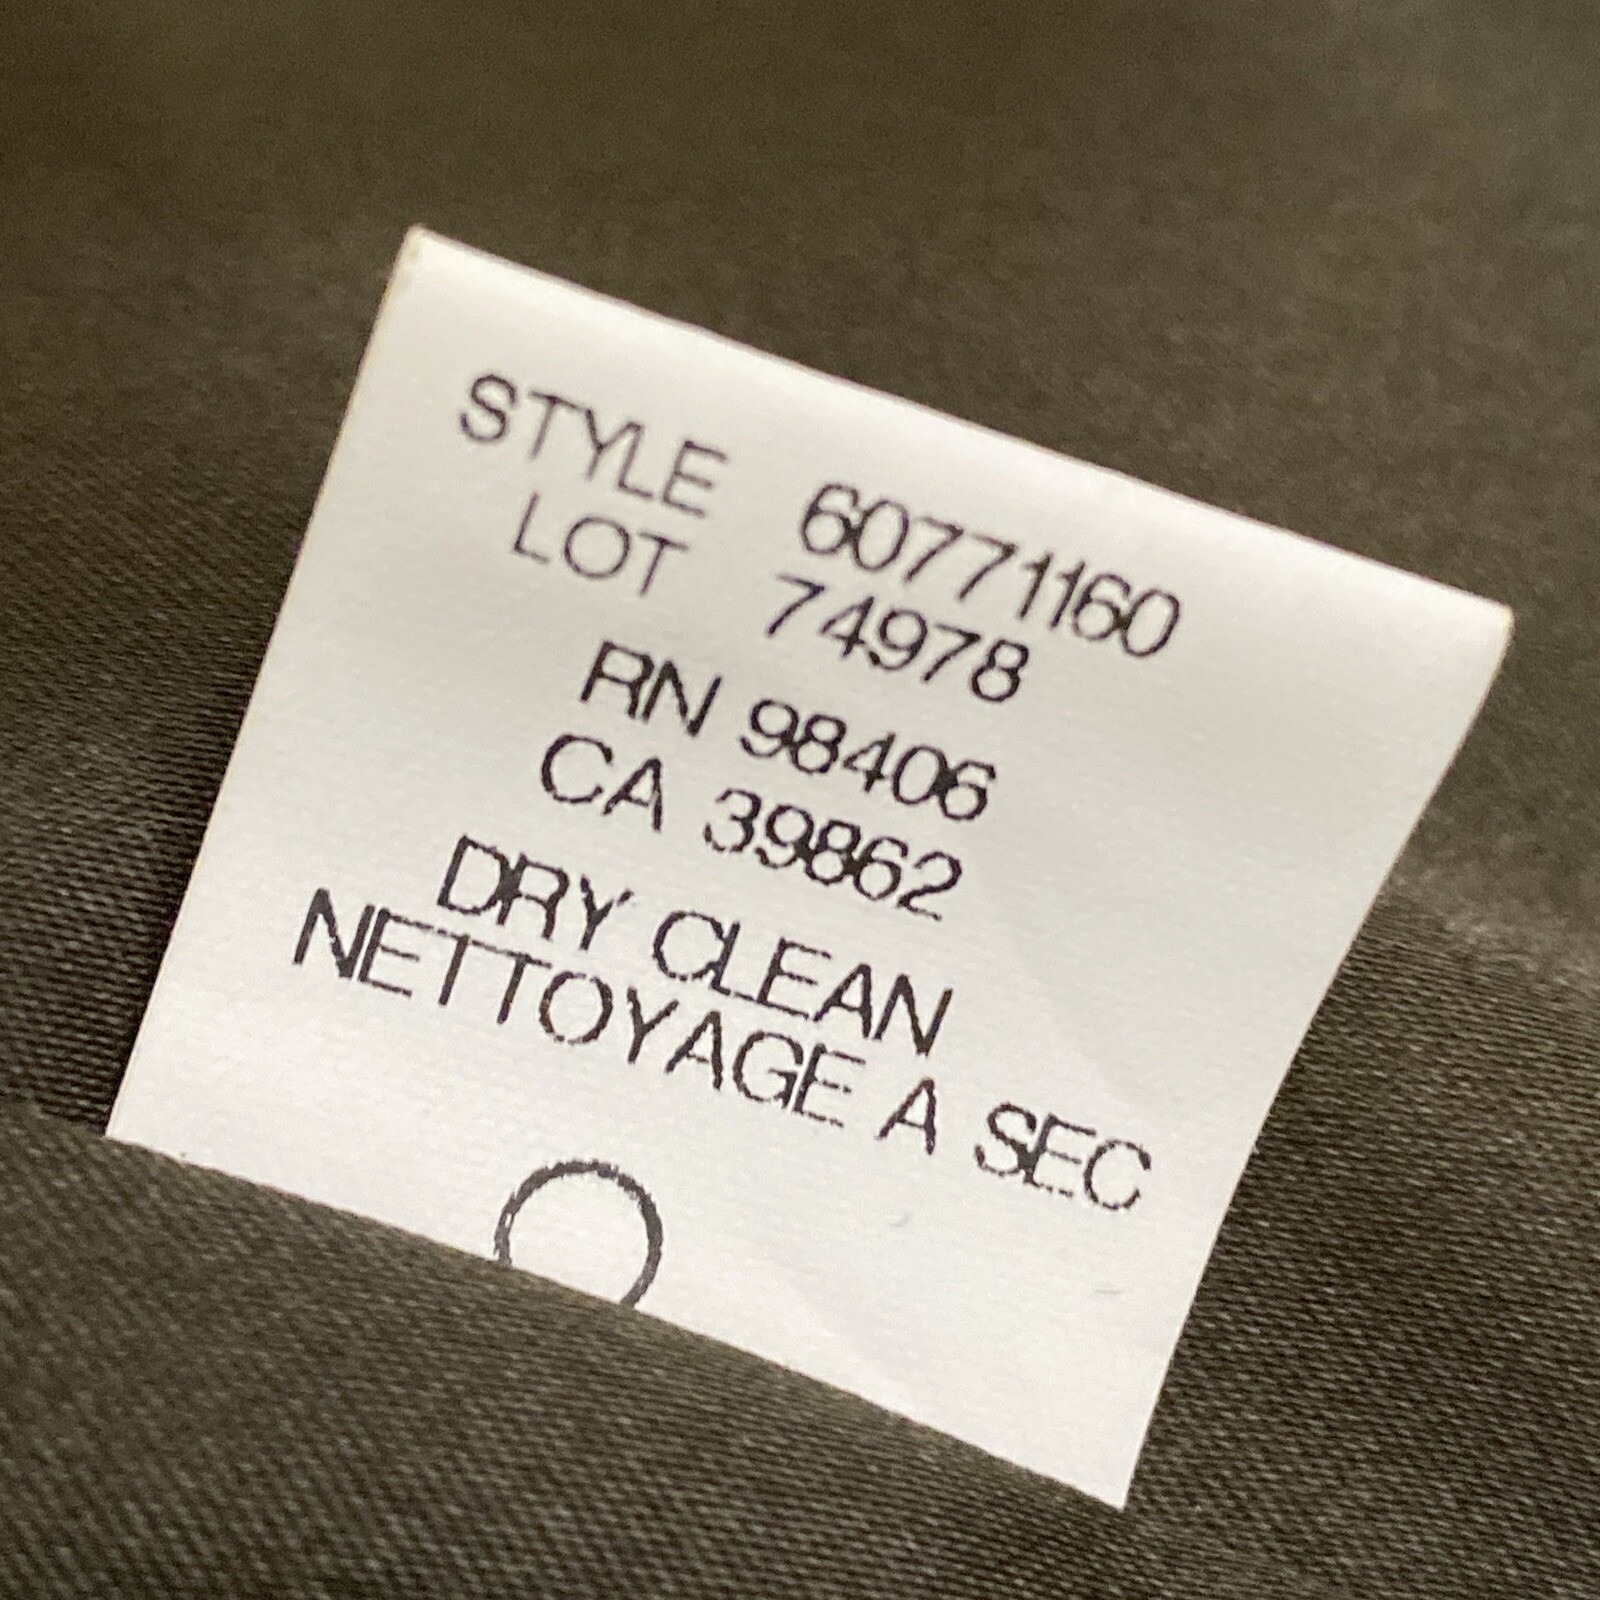 STYLE 60771160
LOT 74978
RN 98406
CA 39862
DRY CLEAN
NETTOYAGE A SEC